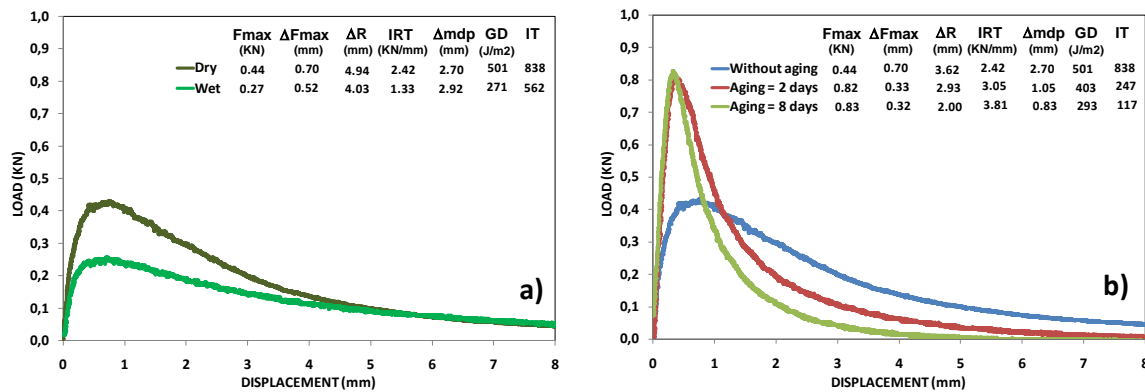 1,0
0,9
0,8
0,7
0,6
0,5
0,4
0,3
0,2
0,1
0,0
LOAD (KN)
Fmax ΔFmax ΔR IRT Δmdp GD IT
(KN) (mm) (mm) (KN/mm) (mm) (J/m2)
Dry 0.44 0.70 4.94 2.42 2.70 501 838
Wet 0.27 0.52 4.03 1.33 2.92 271 562
a)
0 1 2 3 4 5 6 7 8
DISPLACEMENT (mm)
1,0
0,9
0,8
0,7
0,6
0,5
0,4
0,3
0,2
0,1
0,0
LOAD (KN)
Fmax ΔFmax ΔR IRT Δmdp GD IT
(KN) (mm) (mm) (KN/mm) (mm) (J/m2)
Without aging 0.44 0.70 3.62 2.42 2.70 501 838
Aging = 2 days 0.82 0.33 2.93 3.05 1.05 403 247
Aging = 8 days 0.83 0.32 2.00 3.81 0.83 293 117
b)
0 1 2 3 4 5 6 7 8
DISPLACEMENT (mm)